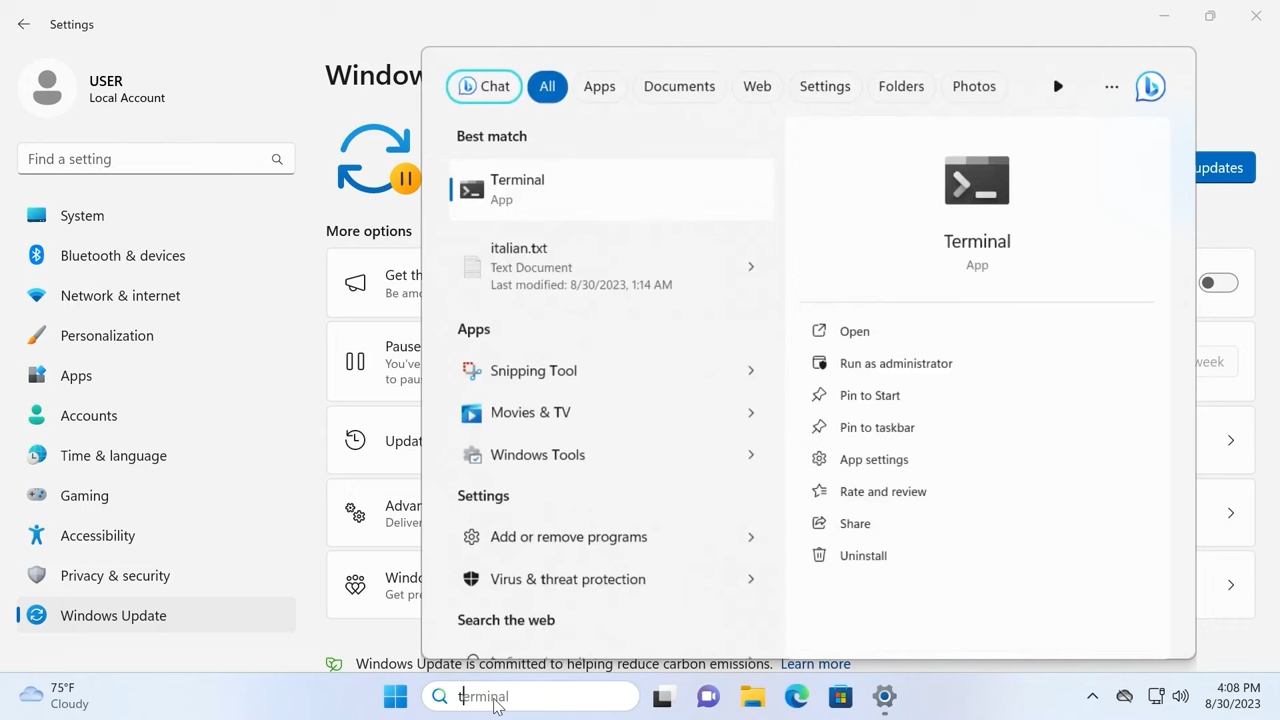 Settings
USER
Local Account
Find a setting
System
Bluetooth & devices
Network & internet
Personalization
Apps
Accounts
Time & language
Gaming
Accessibility
Privacy & security
Windows Update
Window
updates
More options
Get th
Be amo
Pause
You've
to pau
week
Updat
Advan
Deliver
Windo
Get pre
Windows Update is committed to helping reduce carbon emissions. Learn more
Chat
All
Apps
Documents
Web
Settings
Folders
Photos
Best match
Terminal
App
italian.txt
Text Document
Last modified: 8/30/2023, 1:14 AM
Apps
Snipping Tool
Movies & TV
Windows Tools
Settings
Add or remove programs
Virus & threat protection
Search the web
Terminal
App
Open
Run as administrator
Pin to Start
Pin to taskbar
App settings
Rate and review
Share
Uninstall
75°F
Cloudy
terminal
4:08 PM
8/30/2023